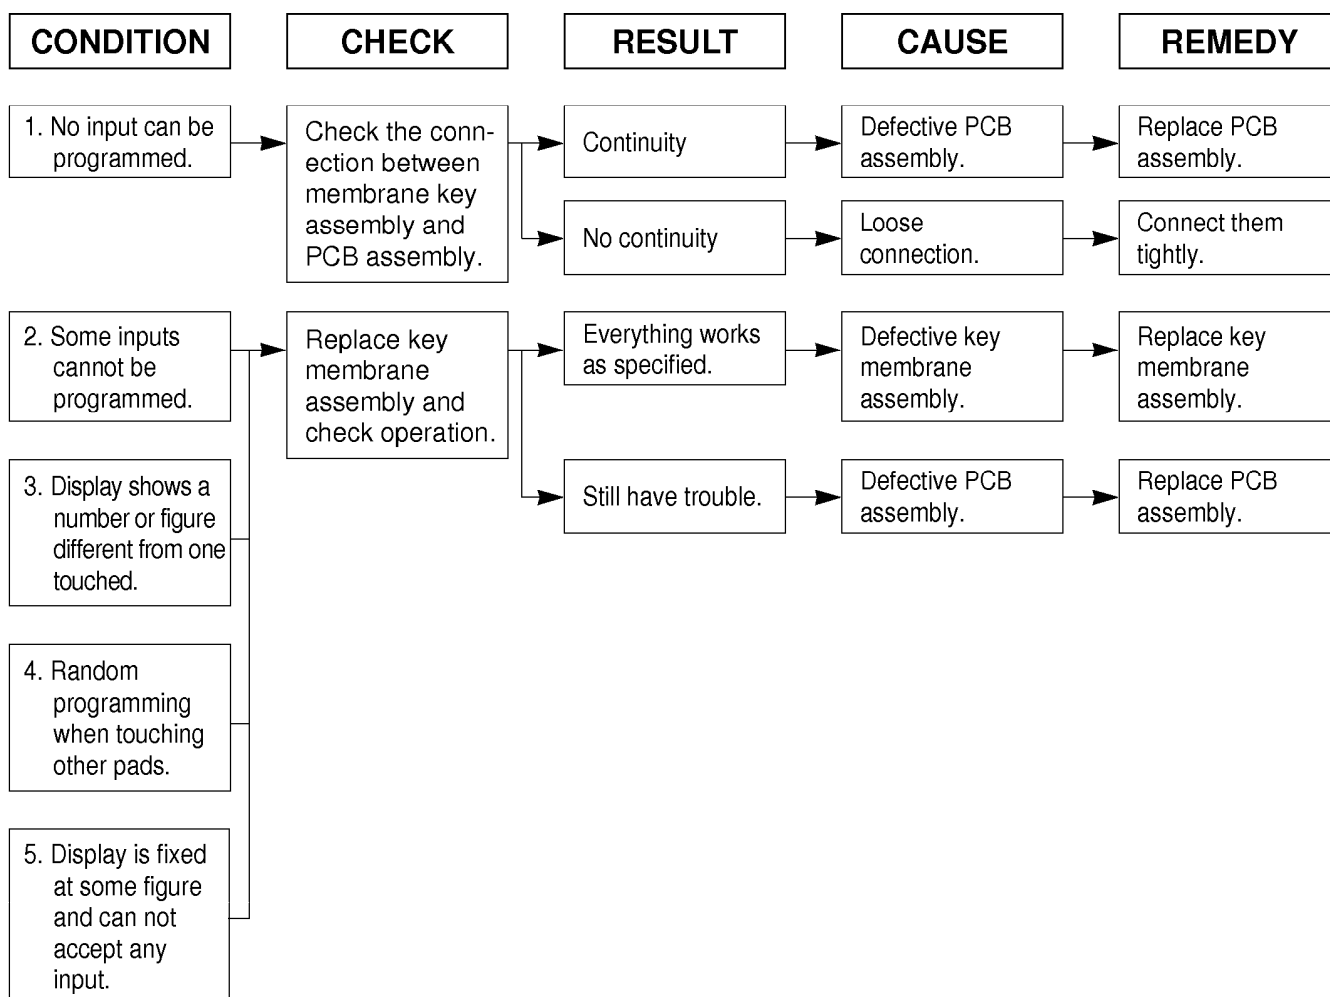 CONDITION
CHECK
RESULT
CAUSE
REMEDY
1. No input can be
programmed.
Check the conn-
ection between
membrane key
assembly and
PCB assembly.
Continuity
Defective PCB
assembly.
Replace PCB
assembly.
No continuity
Loose
connection.
Connect them
tightly.
2. Some inputs
cannot be
programmed.
Replace key
membrane
assembly and
check operation.
Everything works
as specified.
Defective key
membrane
assembly.
Replace key
membrane
assembly.
3. Display shows a
number or figure
different from one
touched.
Still have trouble.
Defective PCB
assembly.
Replace PCB
assembly.
4. Random
programming
when touching
other pads.
5. Display is fixed
at some figure
and can not
accept any
input.